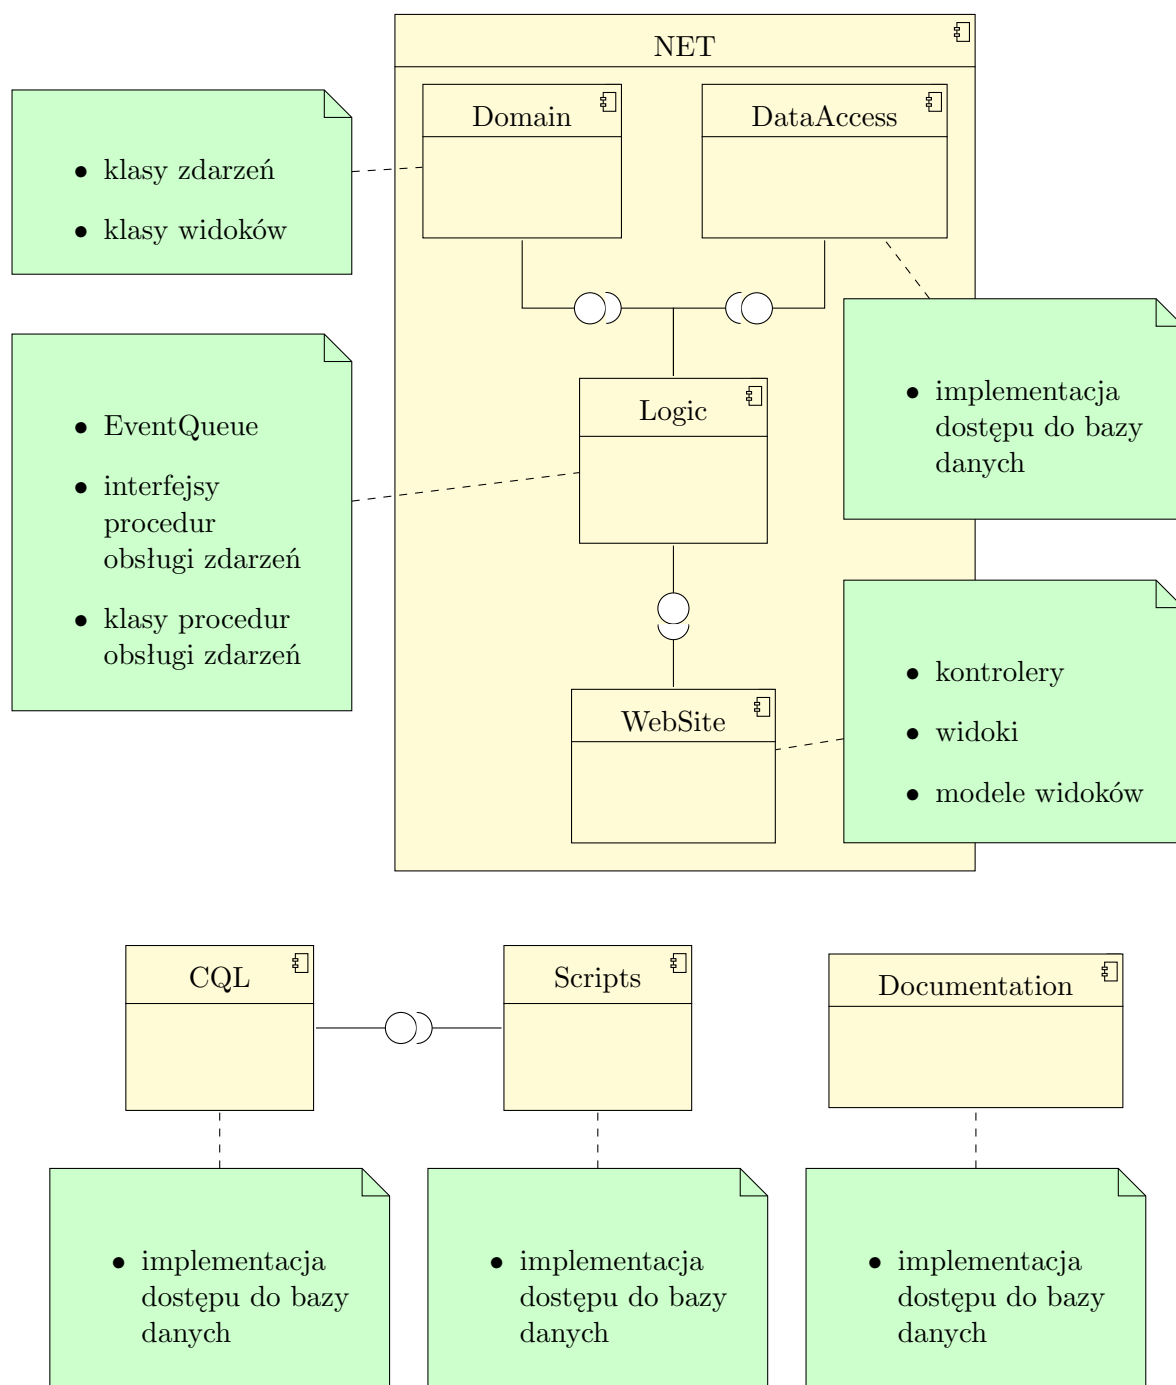 NET
Domain
DataAccess
• klasy zdarzeń
• klasy widoków
Logic
• EventQueue
• interfejsy
procedur
obsługi zdarzeń
• klasy procedur
obsługi zdarzeń
• implementacja
dostępu do bazy
danych
WebSite
• kontrolery
• widoki
• modele widoków
CQL
Scripts
Documentation
• implementacja
dostępu do bazy
danych
• implementacja
dostępu do bazy
danych
• implementacja
dostępu do bazy
danych